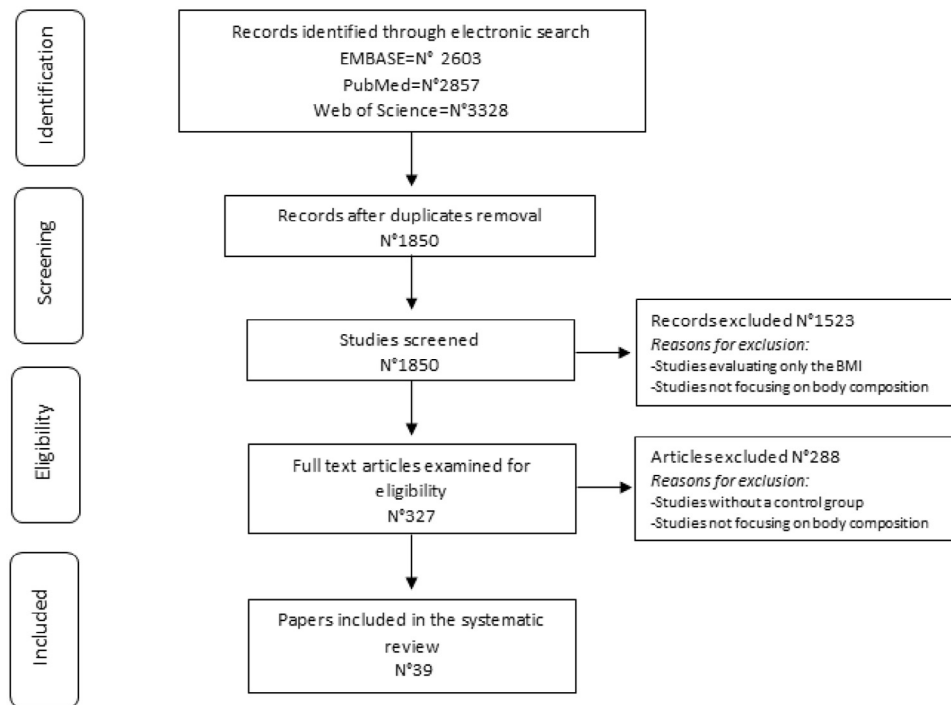 Identification
Records identified through electronic search
EMBASE=N° 2603
PubMed=N°2857
Web of Science=N°3328
Screening
Records after duplicates removal
N°1850
Studies screened
N°1850
Records excluded N°1523
Reasons for exclusion:
-Studies evaluating only the BMI
-Studies not focusing on body composition
Eligibility
Full text articles examined for
eligibility
N°327
Articles excluded N°288
Reasons for exclusion:
-Studies without a control group
-Studies not focusing on body composition
Included
Papers included in the systematic
review
N°39